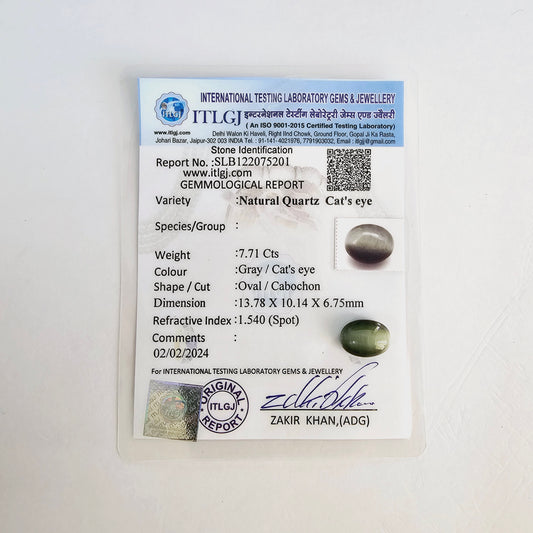 INTERNATIONAL TESTING LABORATORY GEMS & JEWELLERY
ITLGJ
ITLGJ इन्टरनेशनल टेस्टींग लेबोरेट्री जेम्स एण्ड ज्वैलरी
(An ISO 9001-2015 Certified Testing Laboratory)
www.itlgj.com
Delhi Walon Ki Haveli, Right IInd Chowk, Ground Floor, Gopal Ji Ka Rasta,
Johari Bazar, Jaipur-302 003 INDIA Tel. : 91-141-4021976, 7791903032, Email : itlgj@gmail.com
Stone Identification
Report No. :SLB122075201
www.itlgj.com
GEMMOLOGICAL REPORT
Variety :Natural Quartz Cat's eye
Species/Group :
Weight :7.71 Cts
Colour :Gray / Cat's eye
Shape / Cut :Oval / Cabochon
Dimension :13.78 X 10.14 X 6.75mm
Refractive Index :1.540 (Spot)
Comments :
02/02/2024
For INTERNATIONAL TESTING LABORATORY GEMS & JEWELLERY
ORIGINAL
ITLGJ
REPORT
ZAKIR KHAN,(ADG)